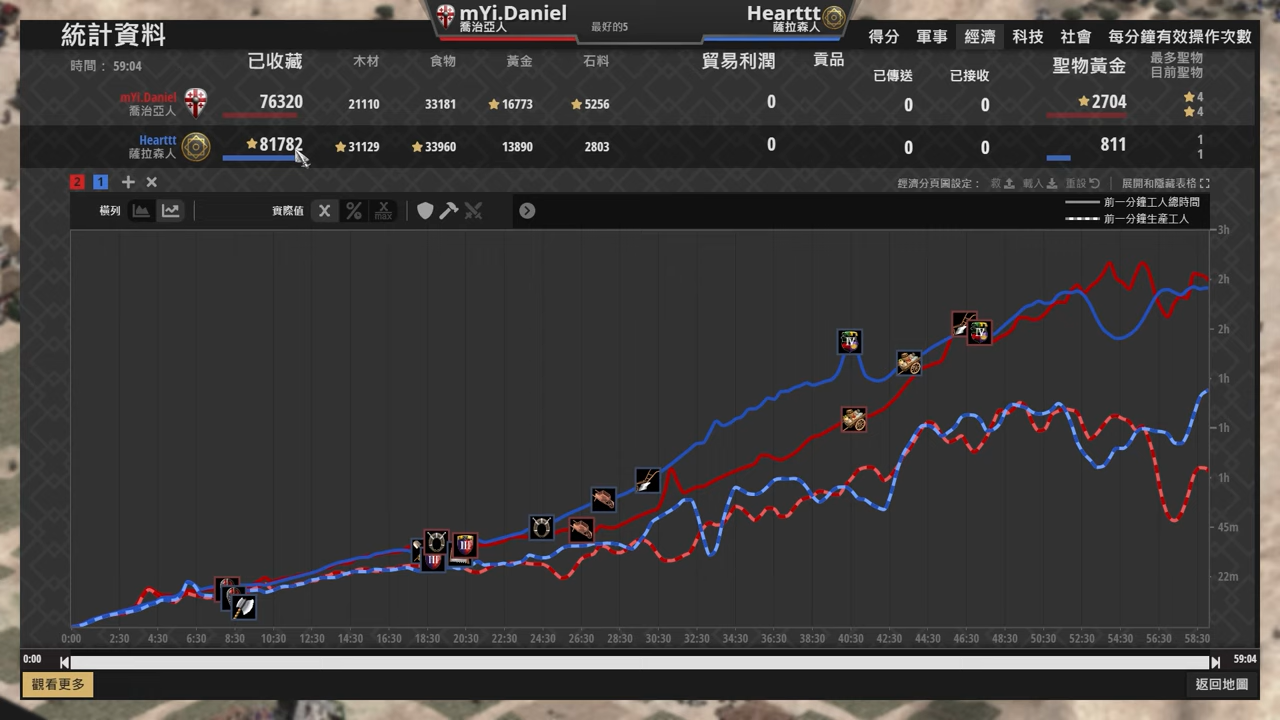 mYi.Daniel
喬治亞人
最好的5
Hearttt
薩拉森人
統計資料
得分 軍事 經濟 科技 社會 每分鐘有效操作次數
時間： 59:04
已收藏 木材 食物 黃金 石料 貿易利潤 貢品 已傳送 已接收 聖物黃金 最多聖物 目前聖物
mYi.Daniel
喬治亞人
76320 21110 33181 16773 5256 0 0 0 2704 4
4
Hearttt
薩拉森人
81782 31129 33960 13890 2803 0 0 0 811 1
1
2 1
經濟分頁圖設定： 載入 重設 展開和隱藏表格
橫列 實際值 X % X max
前一分鐘工人總時間
前一分鐘生產工人
3h
2h
2h
1h
1h
1h
45m
22m
IV
IV
III
III
0:00 2:30 4:30 6:30 8:30 10:30 12:30 14:30 16:30 18:30 20:30 22:30 24:30 26:30 28:30 30:30 32:30 34:30 36:30 38:30 40:30 42:30 44:30 46:30 48:30 50:30 52:30 54:30 56:30 58:30
0:00 59:04
觀看更多 返回地圖